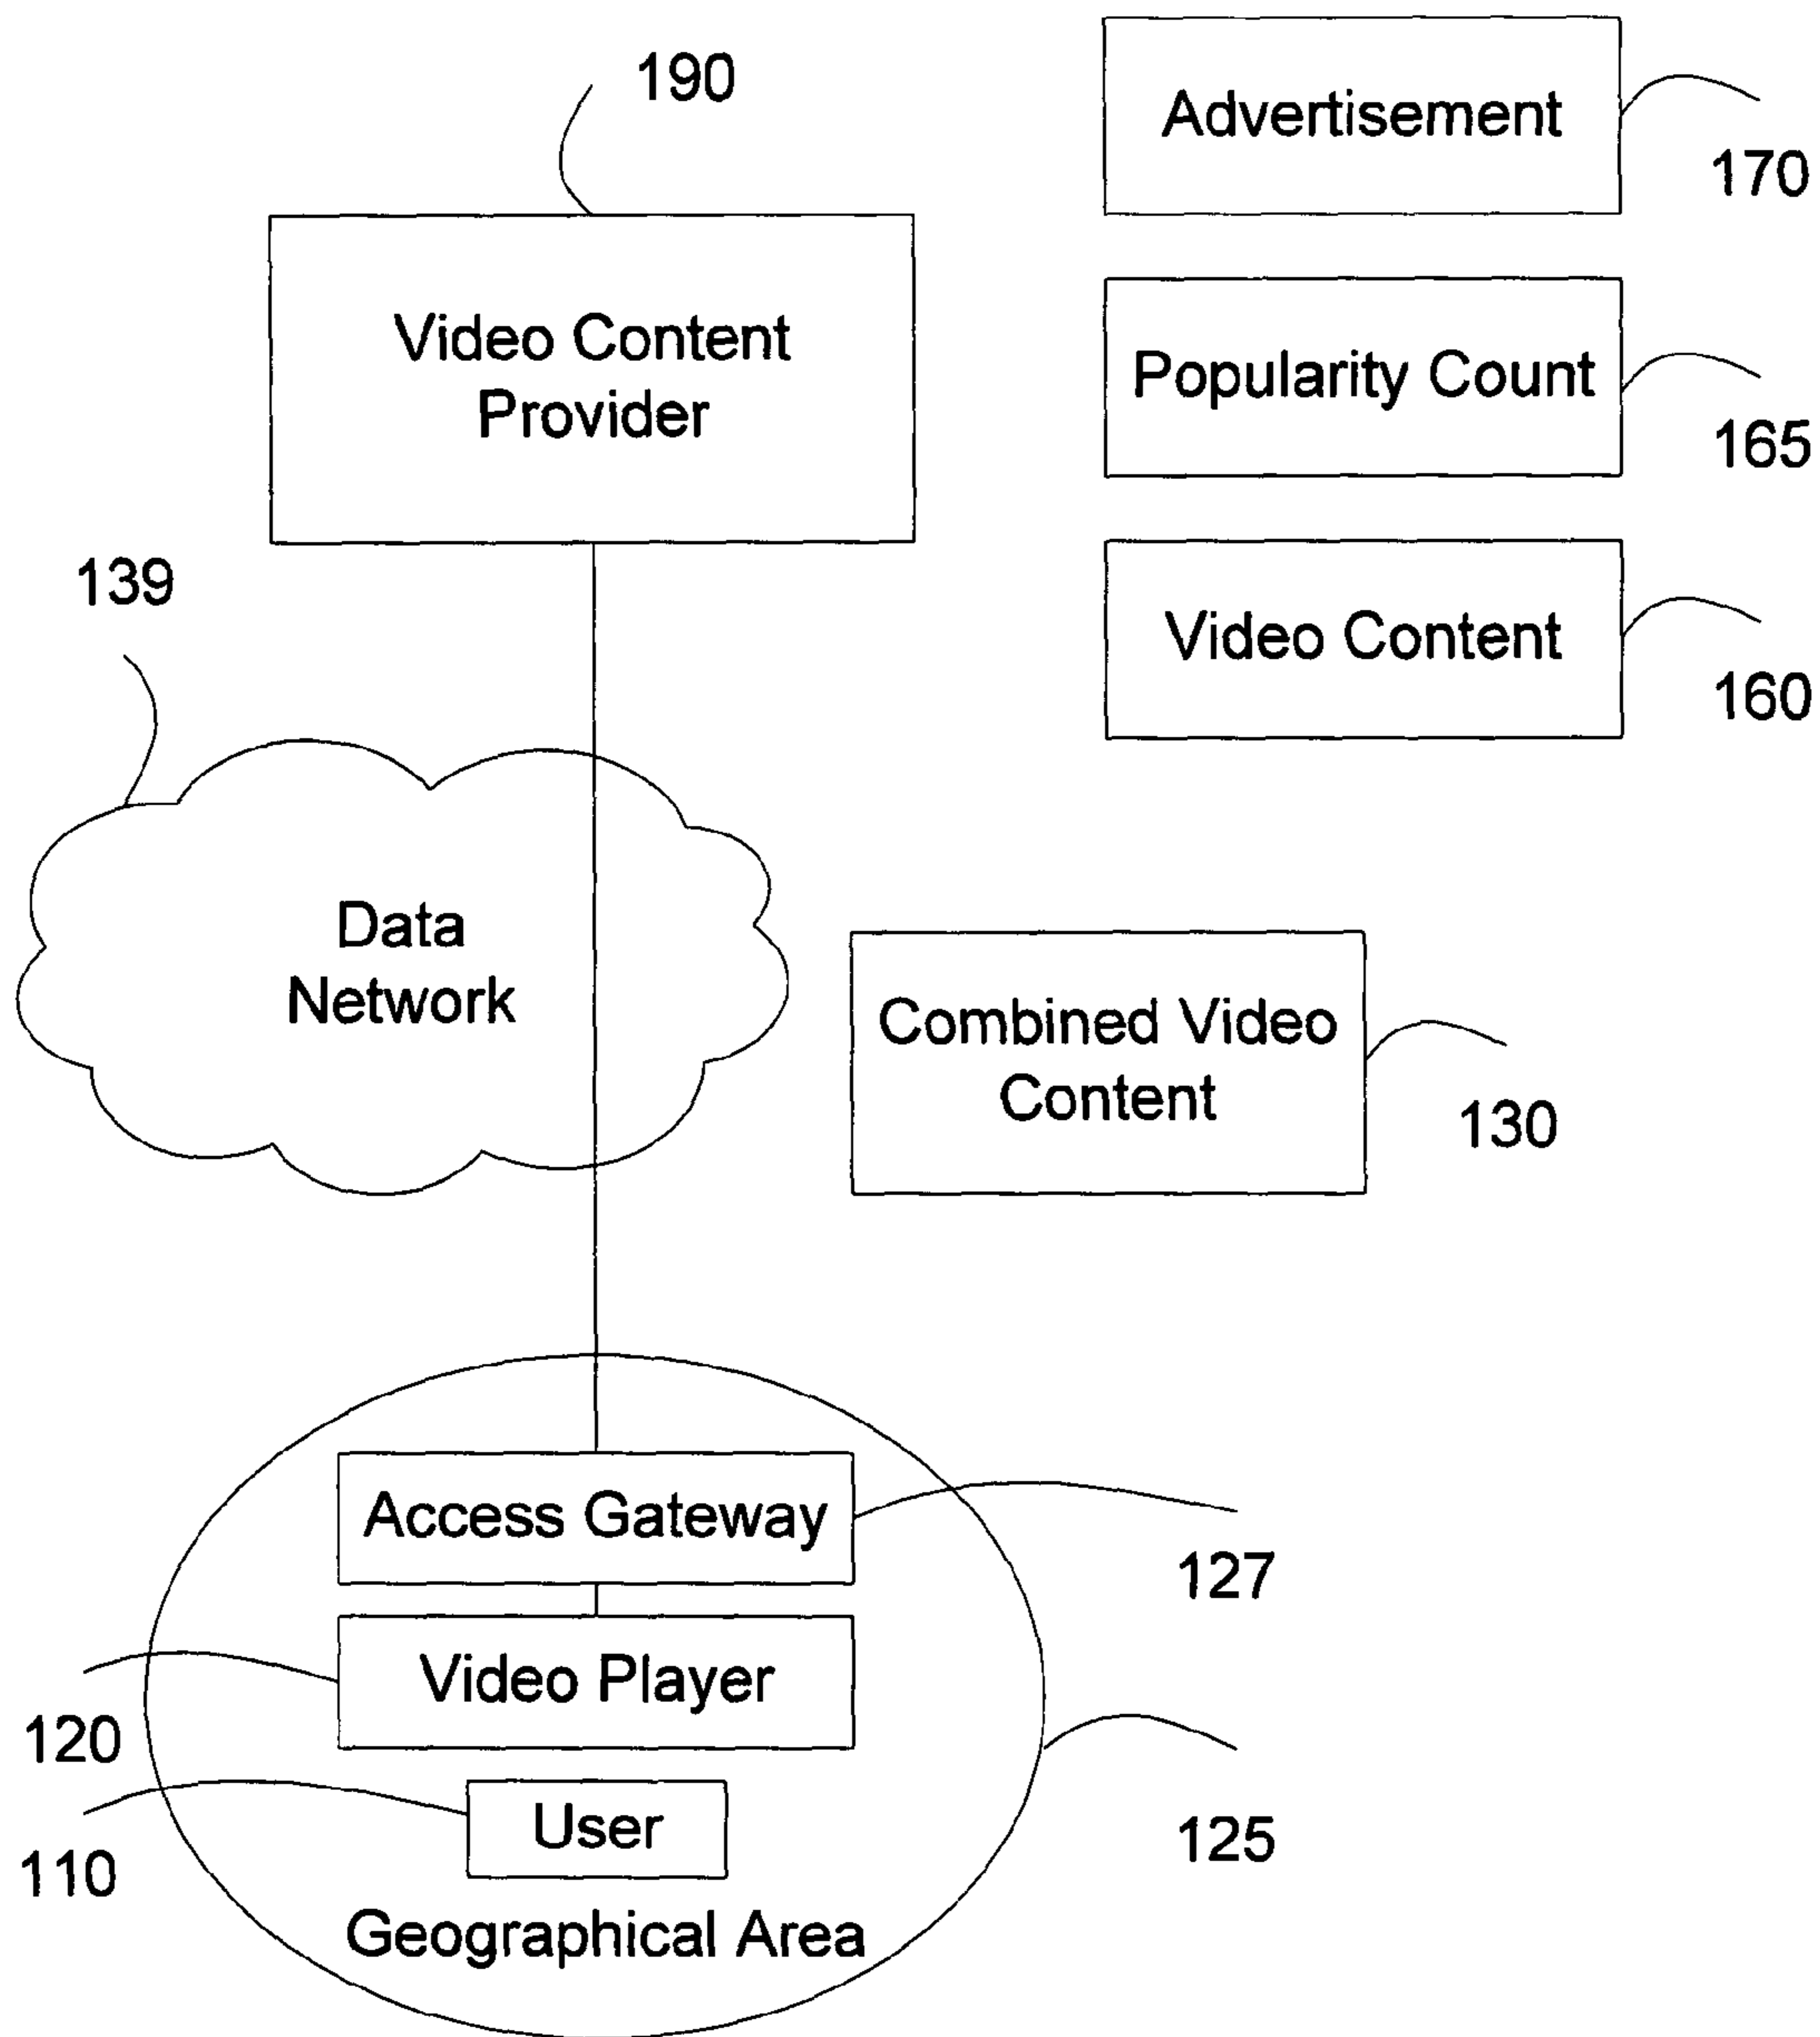 190
Advertisement
170
Video Content
Provider
Popularity Count
165
139
Video Content
160
Data
Network
Combined Video
Content
130
Access Gateway
127
Video Player
120
User
110
125
Geographical Area